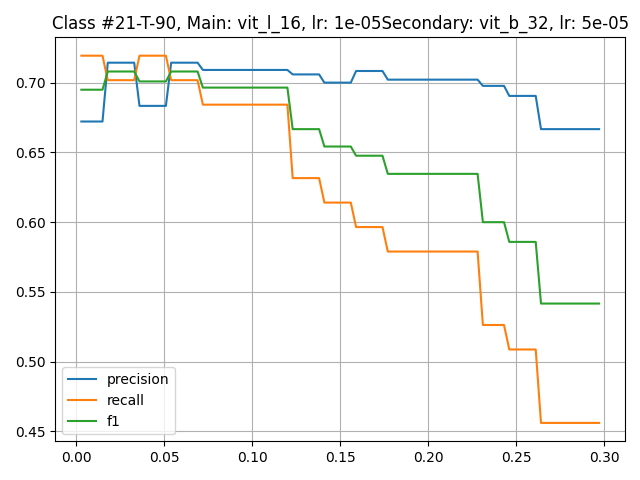 Class #21-T-90, Main: vit_l_16, lr: 1e-05Secondary: vit_b_32, lr: 5e-05
0.70
0.65
0.60
0.55
0.50
0.45
precision
recall
f1
0.00 0.05 0.10 0.15 0.20 0.25 0.30